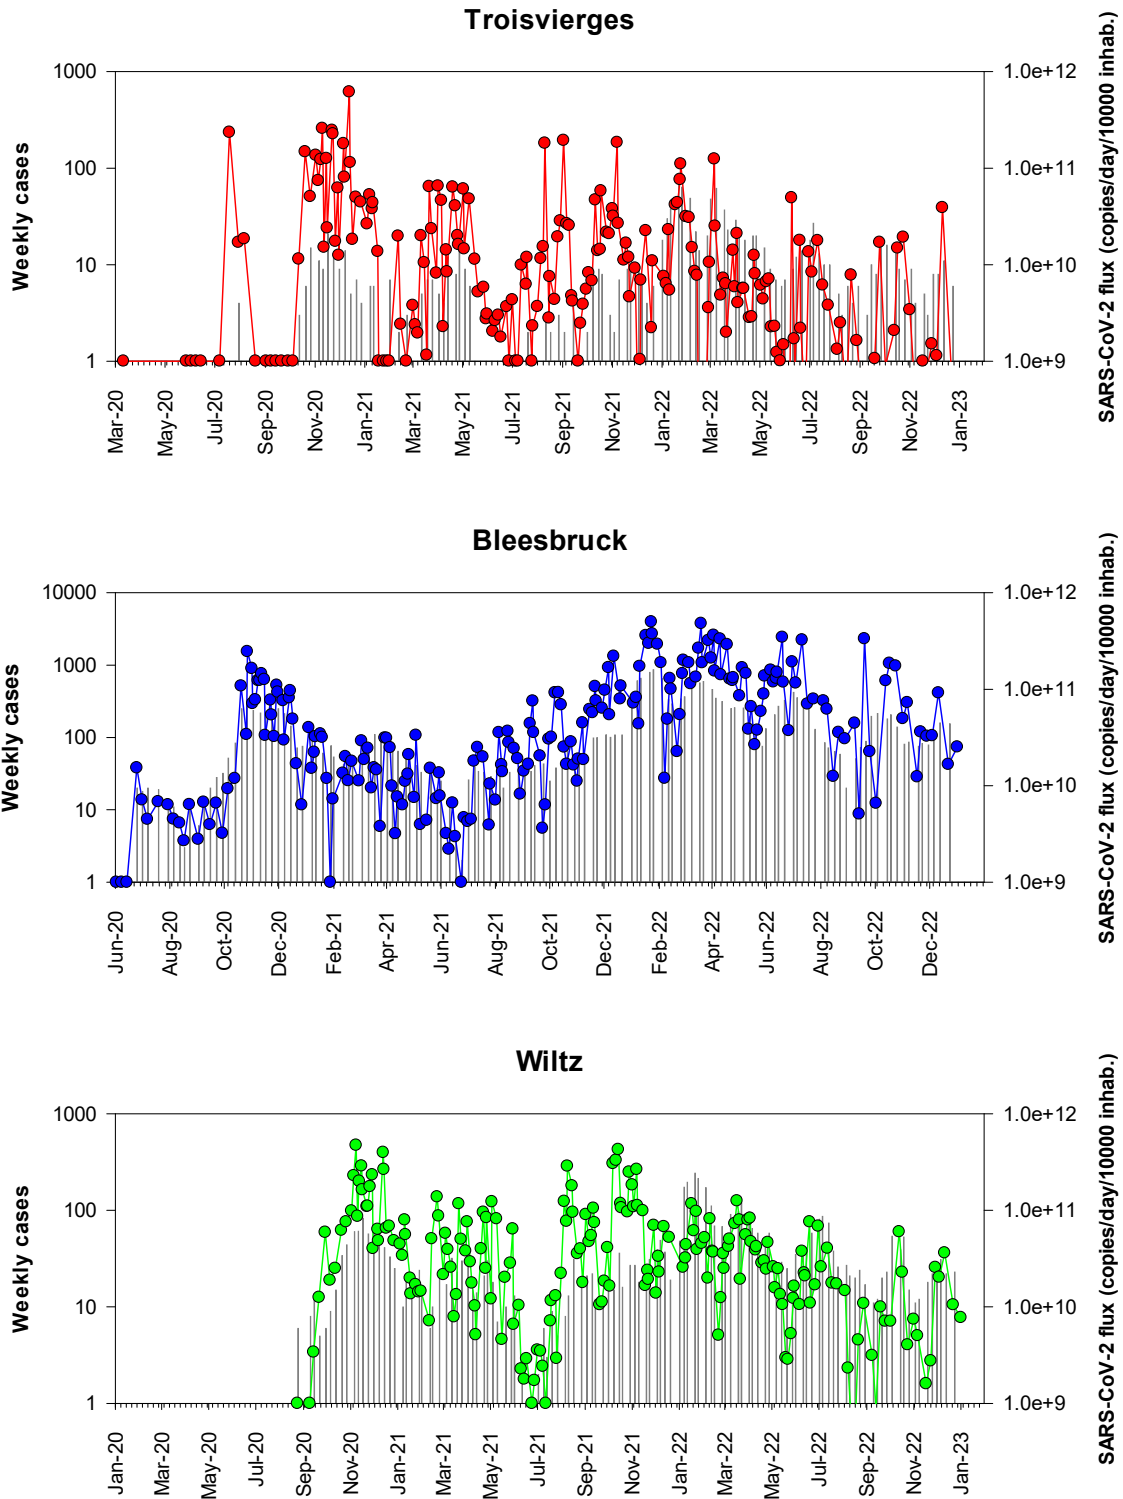 Troisvierges
Weekly cases
SARS-CoV-2 flux (copies/day/10000 inhab.)
1000
100
10
1
1.0e+12
1.0e+11
1.0e+10
1.0e+9
Mar-20
May-20
Jul-20
Sep-20
Nov-20
Jan-21
Mar-21
May-21
Jul-21
Sep-21
Nov-21
Jan-22
Mar-22
May-22
Jul-22
Sep-22
Nov-22
Jan-23
Bleesbruck
Weekly cases
SARS-CoV-2 flux (copies/day/10000 inhab.)
10000
1000
100
10
1
1.0e+12
1.0e+11
1.0e+10
1.0e+9
Jun-20
Aug-20
Oct-20
Dec-20
Feb-21
Apr-21
Jun-21
Aug-21
Oct-21
Dec-21
Feb-22
Apr-22
Jun-22
Aug-22
Oct-22
Dec-22
Wiltz
Weekly cases
SARS-CoV-2 flux (copies/day/10000 inhab.)
1000
100
10
1
1.0e+12
1.0e+11
1.0e+10
1.0e+9
Jan-20
Mar-20
May-20
Jul-20
Sep-20
Nov-20
Jan-21
Mar-21
May-21
Jul-21
Sep-21
Nov-21
Jan-22
Mar-22
May-22
Jul-22
Sep-22
Nov-22
Jan-23